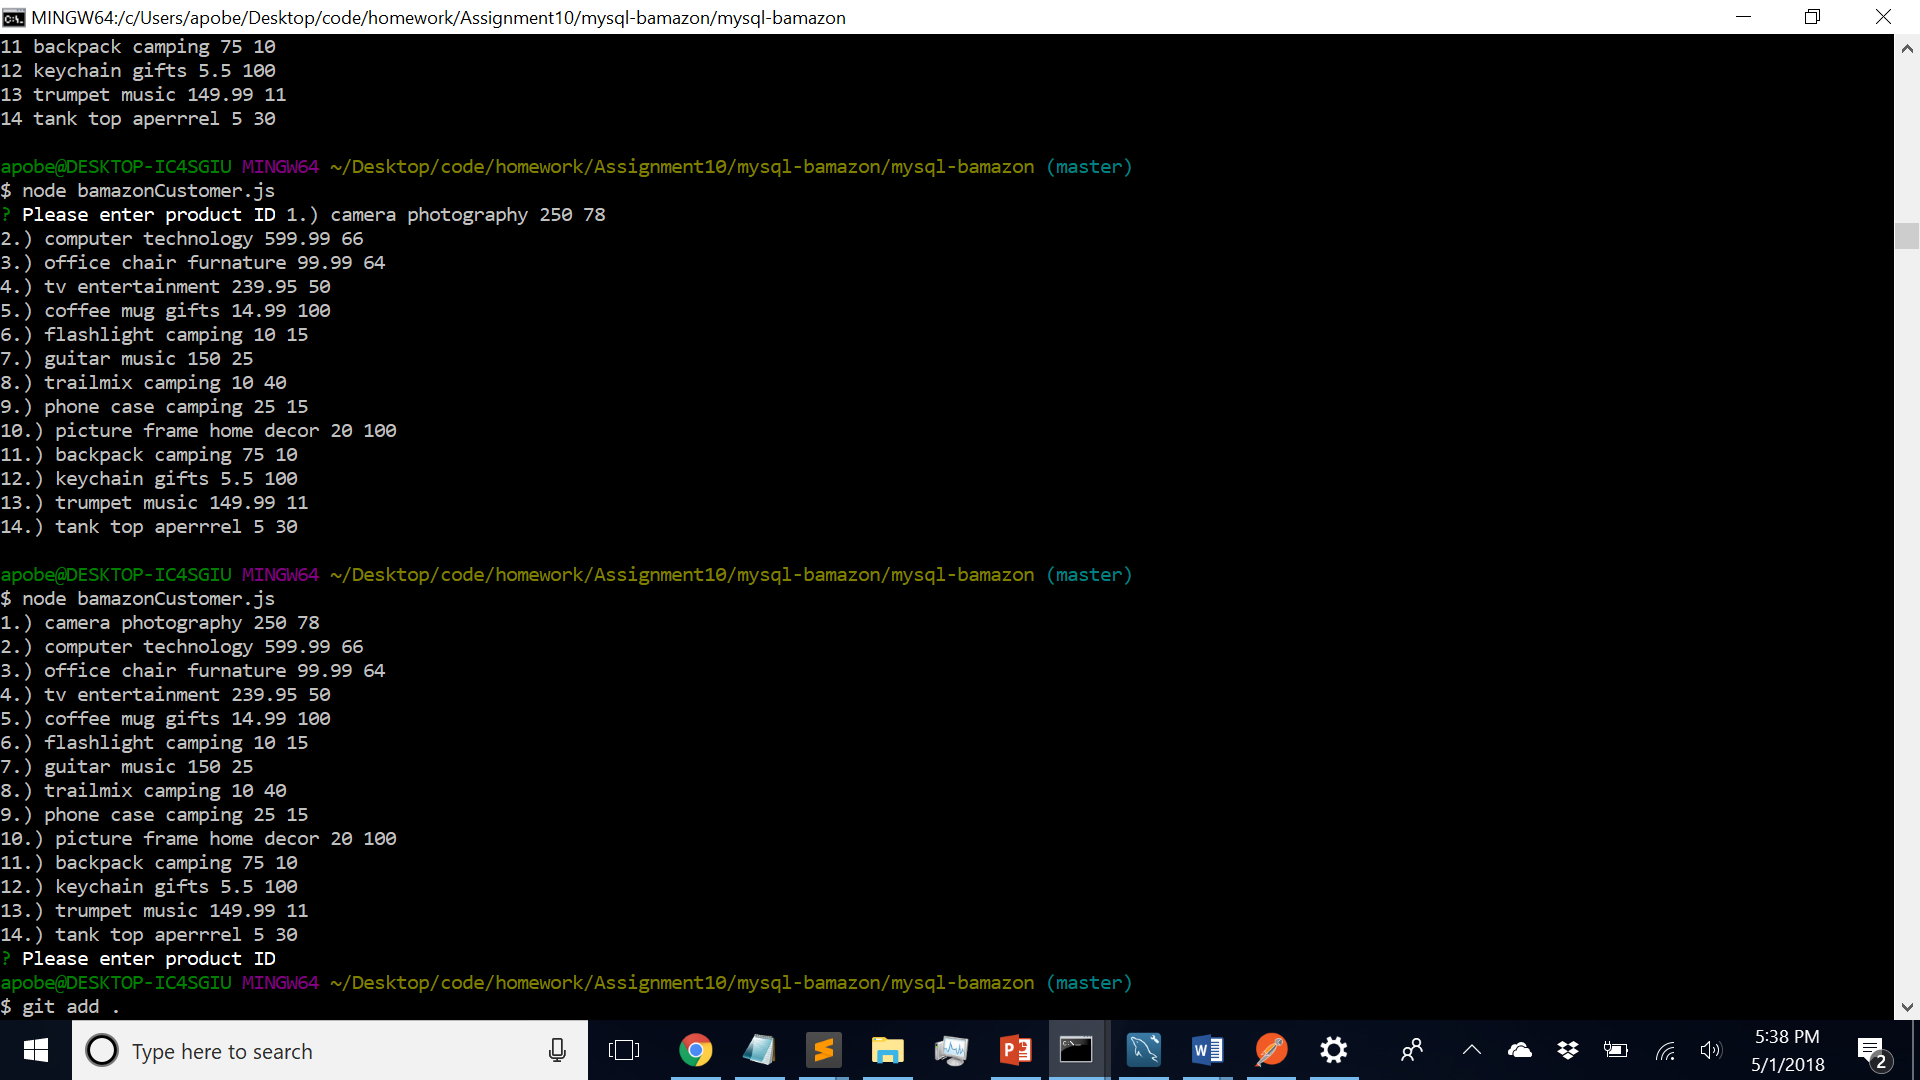 MINGW64:/c/Users/apobe/Desktop/code/homework/Assignment10/mysql-bamazon/mysql-bamazon
11 backpack camping 75 10
12 keychain gifts 5.5 100
13 trumpet music 149.99 11
14 tank top aperrrel 5 30
apobe@DESKTOP-IC4SGIU MINGW64 ~/Desktop/code/homework/Assignment10/mysql-bamazon/mysql-bamazon (master)
$ node bamazonCustomer.js
? Please enter product ID 1.) camera photography 250 78
2.) computer technology 599.99 66
3.) office chair furnature 99.99 64
4.) tv entertainment 239.95 50
5.) coffee mug gifts 14.99 100
6.) flashlight camping 10 15
7.) guitar music 150 25
8.) trailmix camping 10 40
9.) phone case camping 25 15
10.) picture frame home decor 20 100
11.) backpack camping 75 10
12.) keychain gifts 5.5 100
13.) trumpet music 149.99 11
14.) tank top aperrrel 5 30
apobe@DESKTOP-IC4SGIU MINGW64 ~/Desktop/code/homework/Assignment10/mysql-bamazon/mysql-bamazon (master)
$ node bamazonCustomer.js
1.) camera photography 250 78
2.) computer technology 599.99 66
3.) office chair furnature 99.99 64
4.) tv entertainment 239.95 50
5.) coffee mug gifts 14.99 100
6.) flashlight camping 10 15
7.) guitar music 150 25
8.) trailmix camping 10 40
9.) phone case camping 25 15
10.) picture frame home decor 20 100
11.) backpack camping 75 10
12.) keychain gifts 5.5 100
13.) trumpet music 149.99 11
14.) tank top aperrrel 5 30
? Please enter product ID
apobe@DESKTOP-IC4SGIU MINGW64 ~/Desktop/code/homework/Assignment10/mysql-bamazon/mysql-bamazon (master)
$ git add .
Type here to search
5:38 PM
5/1/2018
2